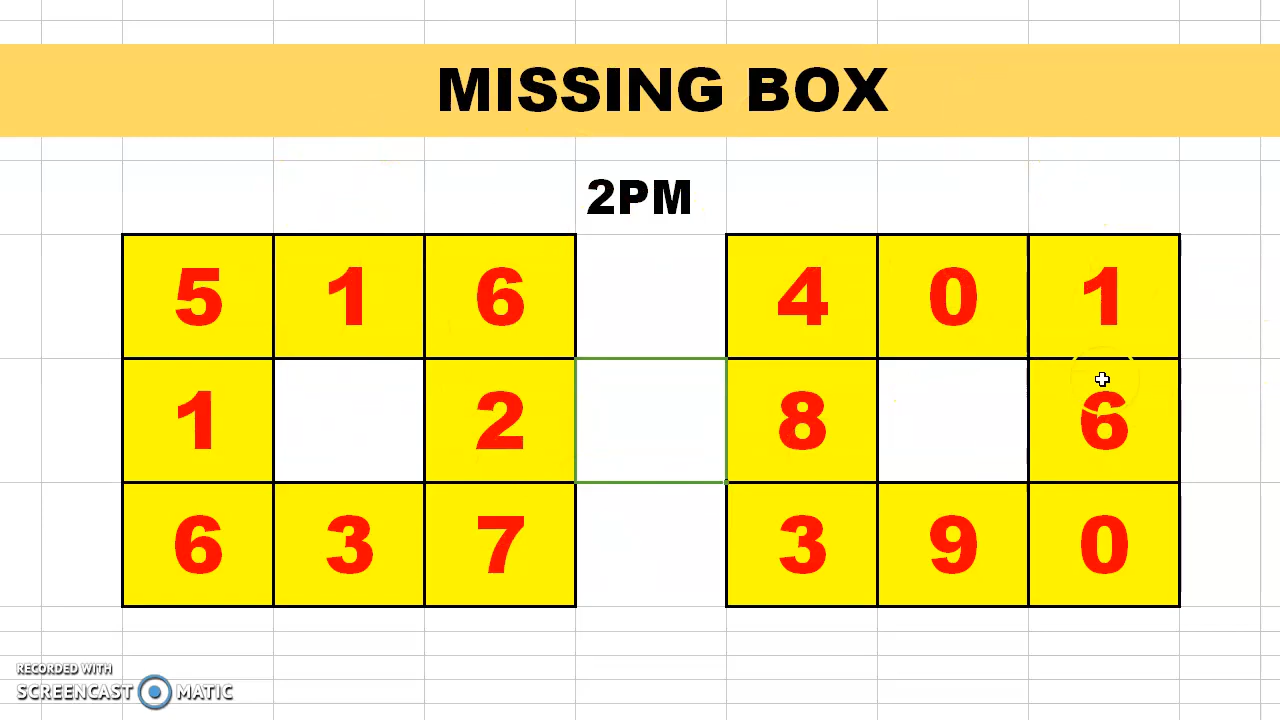 MISSING BOX
2PM
5 1 6 4 0 1
1 2 8 6
6 3 7 3 9 0
RECORDED WITH
SCREENCAST MATIC